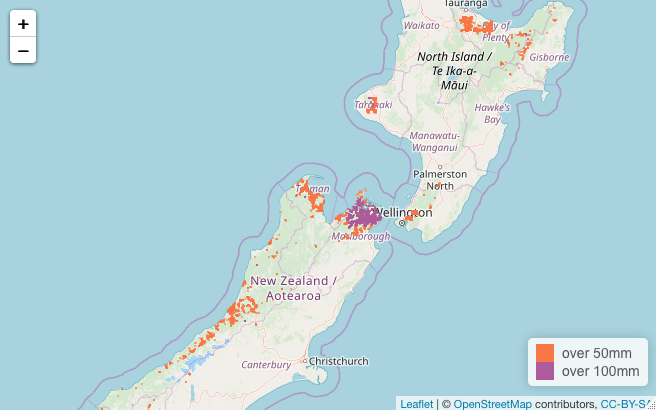 +
−
Tauranga
Waikato
Bay of
Plenty
North Island /
Te Ika-a-
Māui
Gisborne
Taranaki
Hawke's
Bay
Manawatu-
Wanganui
Palmerston
North
Tasman
Wellington
Marlborough
New Zealand /
Aotearoa
Canterbury
Christchurch
over 50mm
over 100mm
Leaflet | © OpenStreetMap contributors, CC-BY-SA